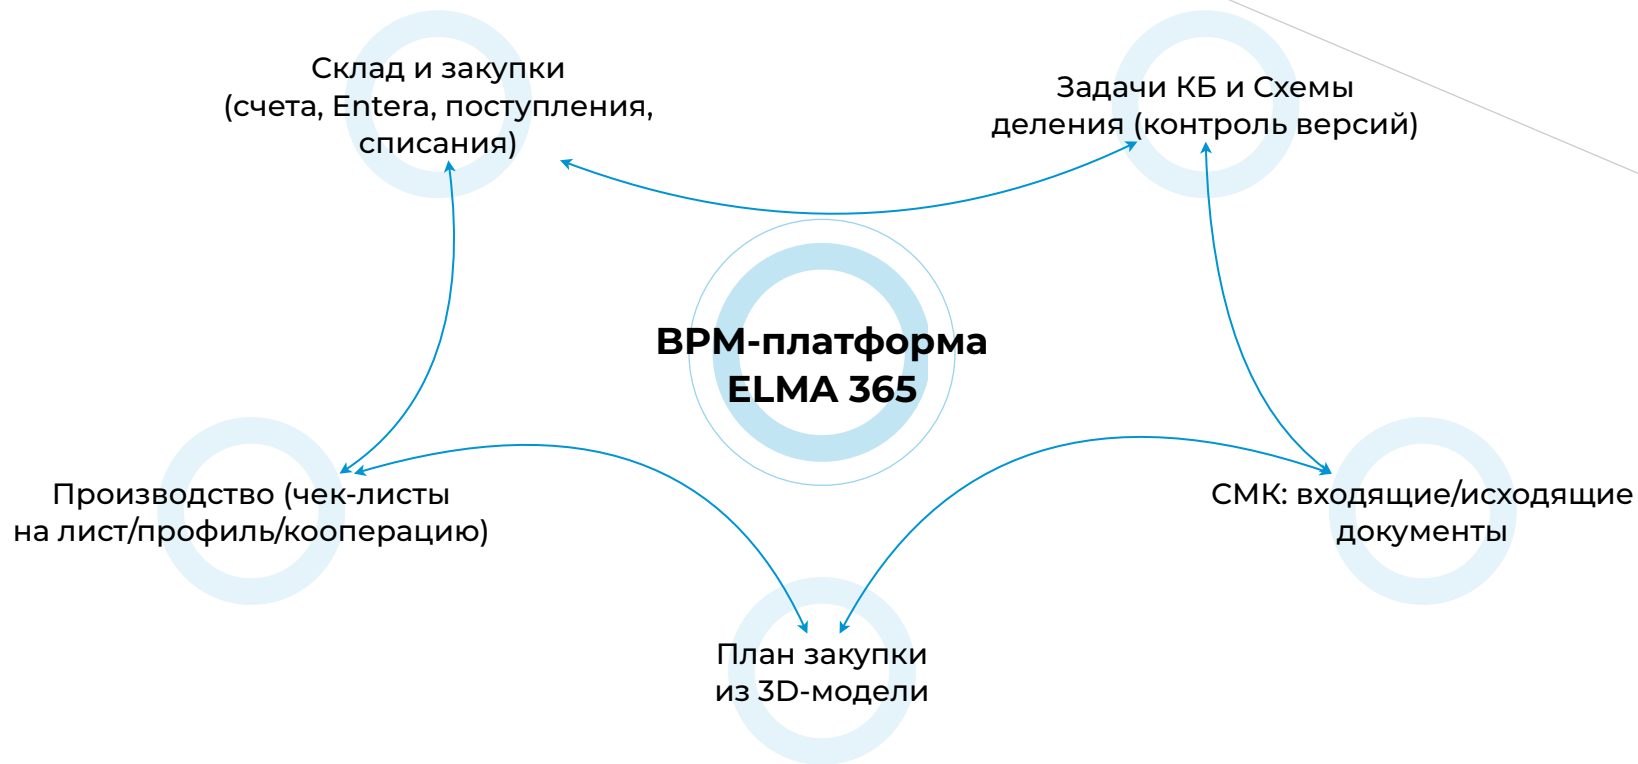 Склад и закупки
(счета, Entera, поступления,
списания)
Задачи КБ и Схемы
деления (контроль версий)
BPM-платформа
ELMA 365
Производство (чек-листы
на лист/профиль/кооперацию)
СМК: входящие/исходящие
документы
План закупки
из 3D-модели